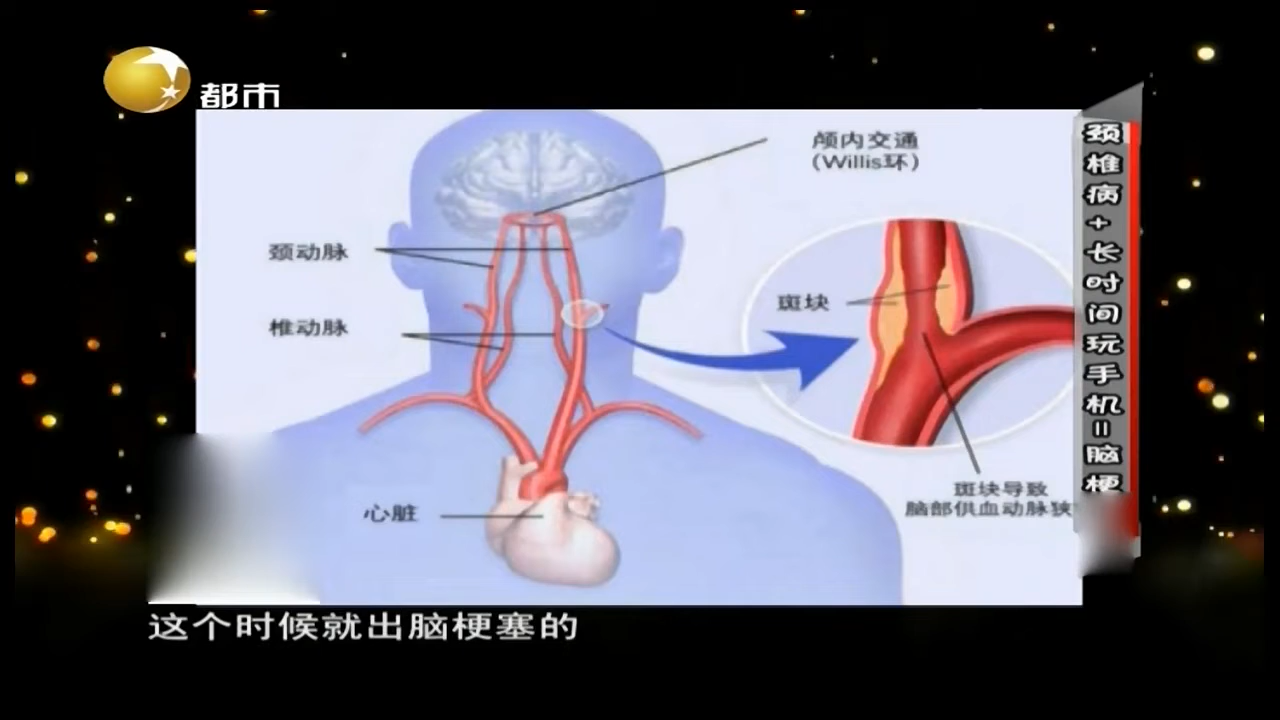 都市
颅内交通
(Willis环)
颈动脉
斑块
椎动脉
心脏
斑块导致
脑部供血动脉狭
颈椎病+长时间玩手机=脑梗
这个时候就出脑梗塞的